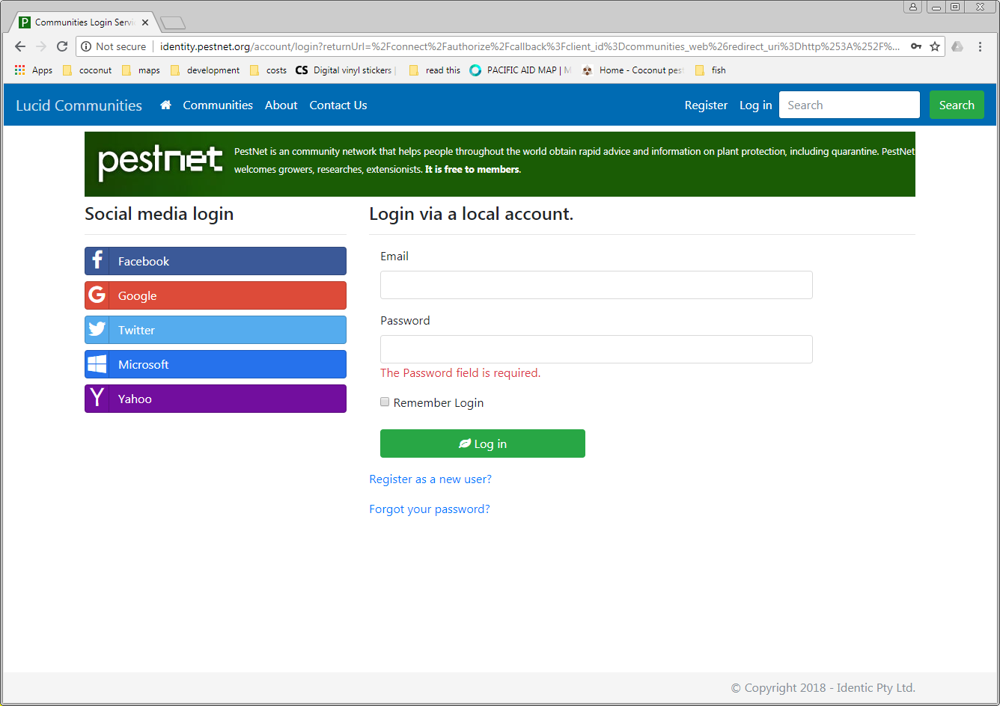 Communities Login Servi
Not secure
identity.pestnet.org/account/login?returnUrl=%2Fconnect%2Fauthorize%2Fcallback%3Fclient_id%3Dcommunities_web%26redirect_uri%3Dhttp%253A%252F%...
Apps coconut maps development costs CS Digital vinyl stickers | read this PACIFIC AID MAP | M Home - Coconut pest fish
Lucid Communities Communities About Contact Us Register Log in Search Search
pestnet
PestNet is an community network that helps people throughout the world obtain rapid advice and information on plant protection, including quarantine. PestNet
welcomes growers, researches, extensionists. It is free to members.
Social media login
Facebook
Google
Twitter
Microsoft
Yahoo
Login via a local account.
Email
Password
The Password field is required.
Remember Login
Log in
Register as a new user?
Forgot your password?
© Copyright 2018 - Identic Pty Ltd.